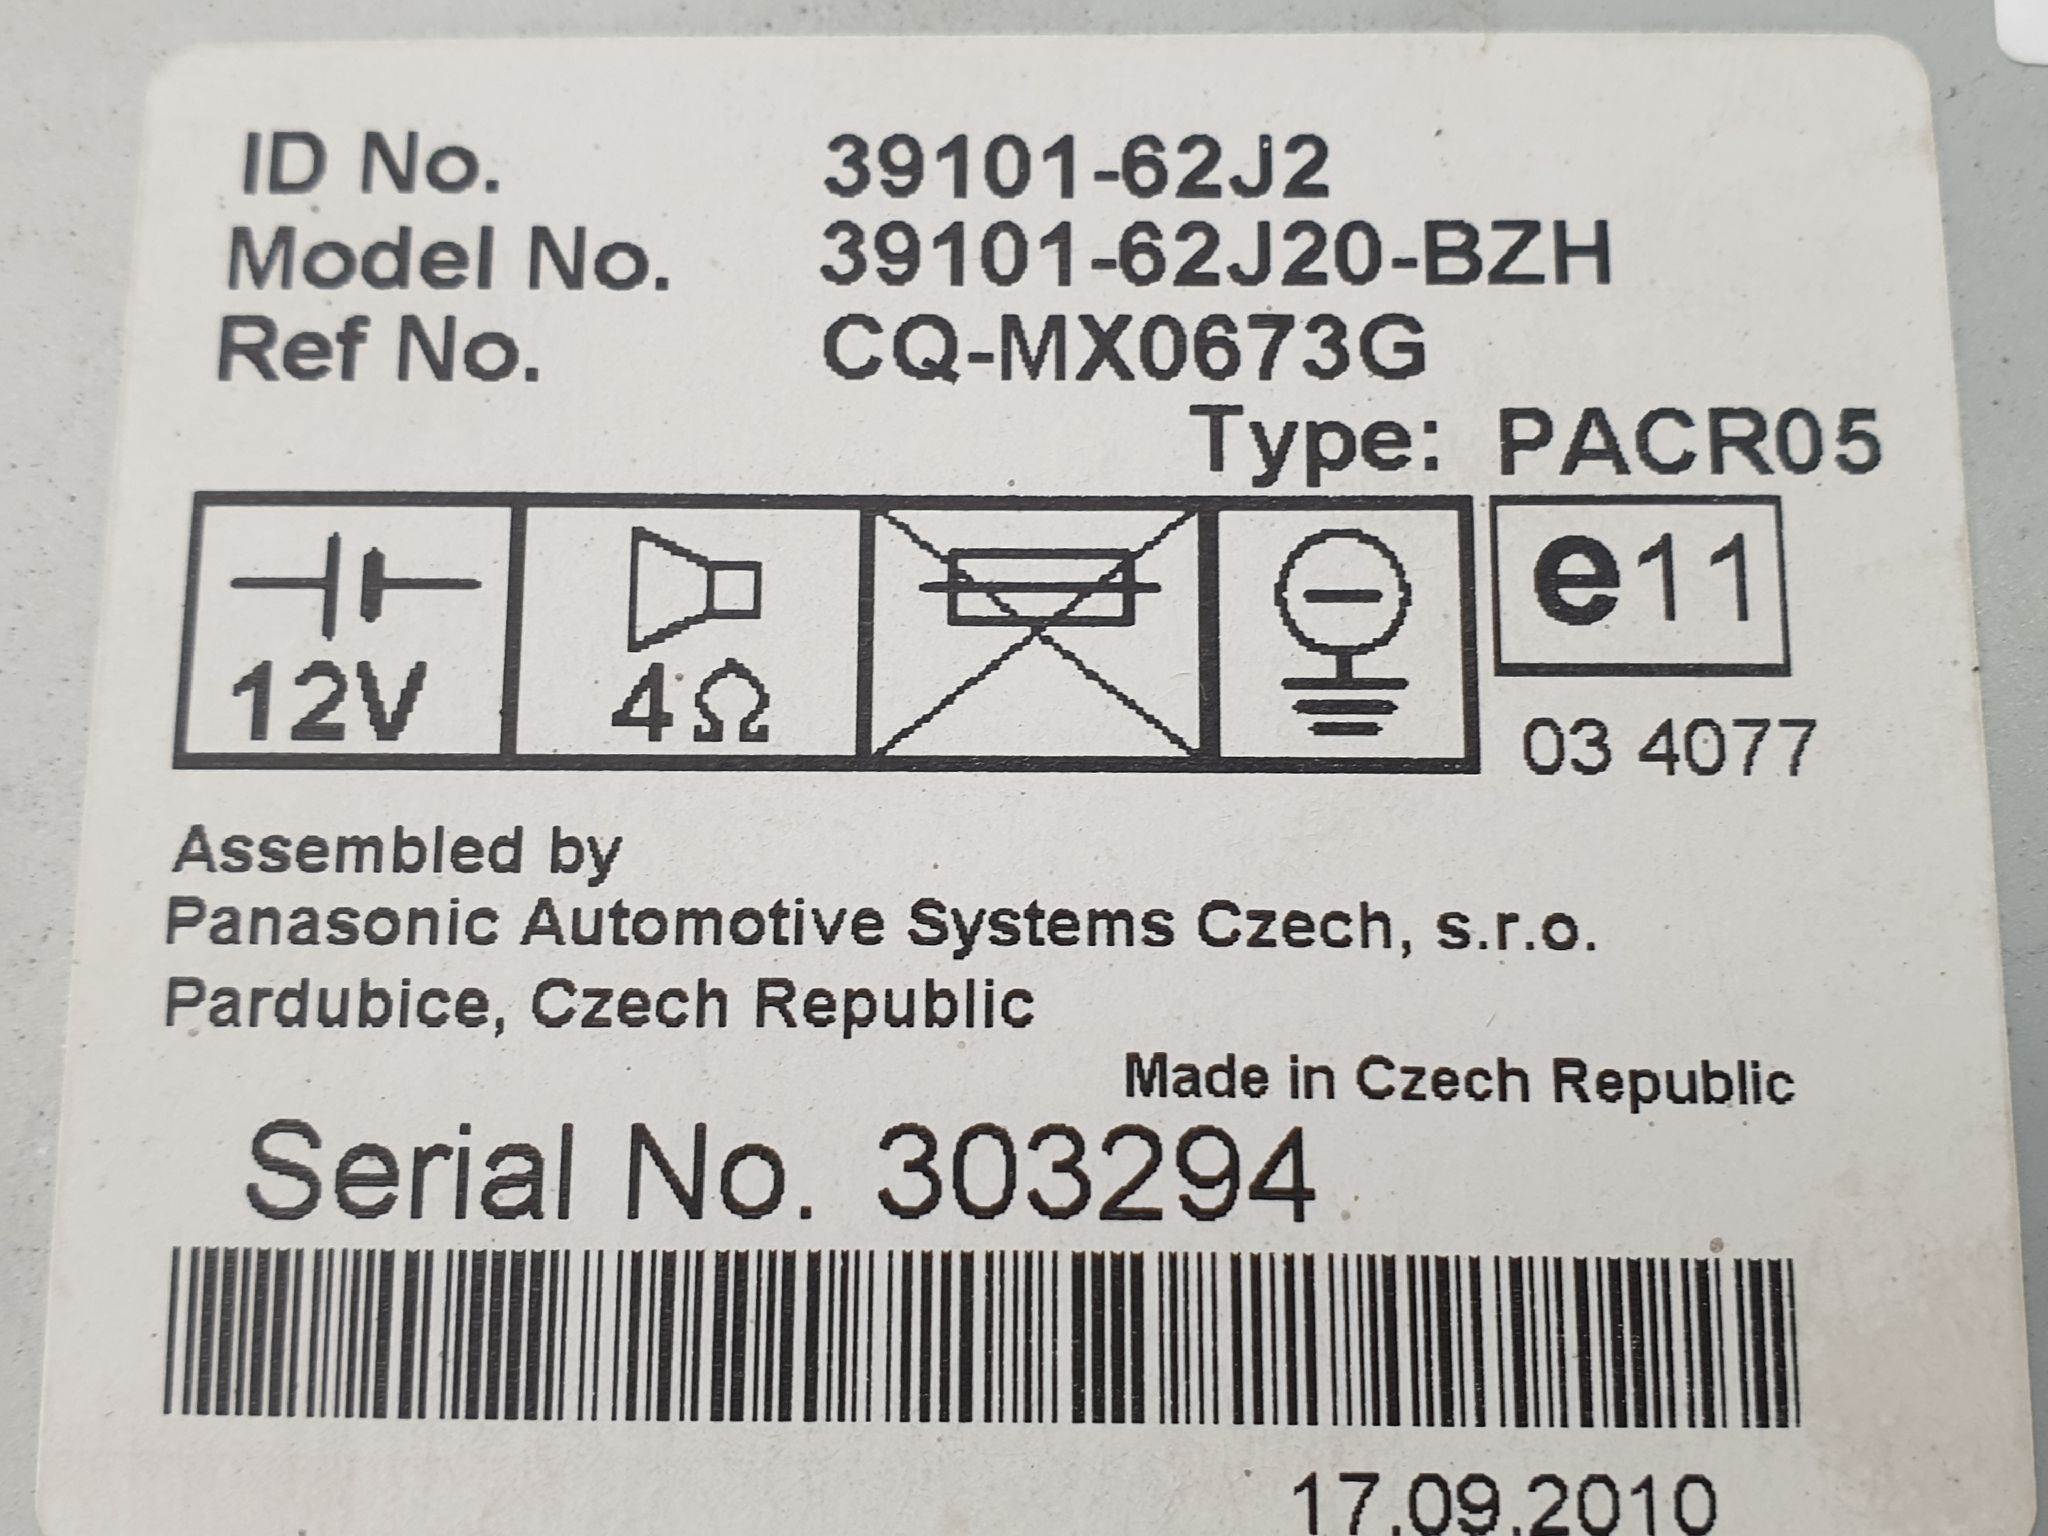 ID No. 39101-62J2
Model No. 39101-62J20-BZH
Ref No. CQ-MX0673G
Type: PACR05
12V 4Ω e11
03 4077
Assembled by
Panasonic Automotive Systems Czech, s.r.o.
Pardubice, Czech Republic
Made in Czech Republic
Serial No. 303294
17.09.2010